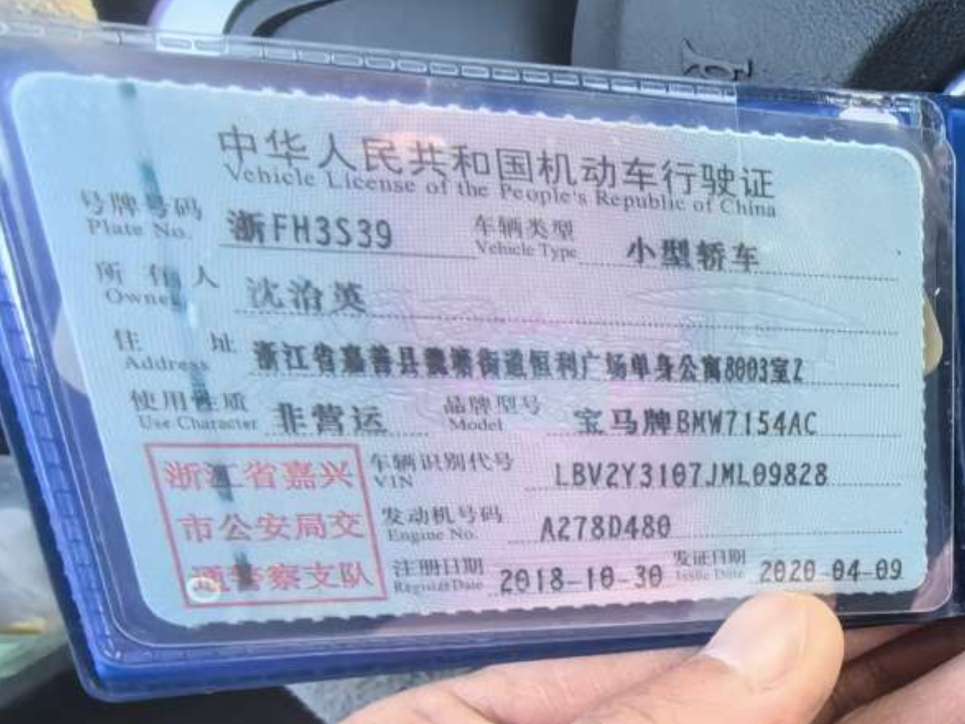 中华人民共和国机动车行驶证
Vehicle License of the People's Republic of China
号牌号码 浙FH3S39 车辆类型 小型轿车
Plate No. Vehicle Type
所有人 沈治英
Owner
住址 浙江省嘉善县魏塘街道恒利广场单身公寓8003室Z
Address
使用性质 非营运 品牌型号 宝马牌BMW7154AC
Use Character Model
浙江省嘉兴
市公安局交
通警察支队
车辆识别代号 LBV2Y3107JML09828
VIN
发动机号码 A278D480
Engine No.
注册日期 2018-10-30 发证日期 2020-04-09
Register Date Issue Date